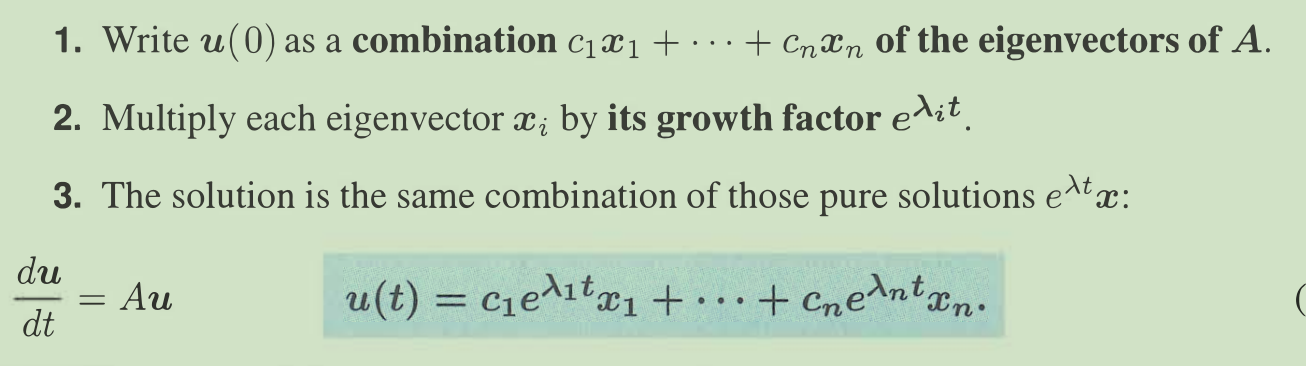 1. Write u(0) as a combination c₁x₁ + · · · + cₙxₙ of the eigenvectors of A.
2. Multiply each eigenvector xᵢ by its growth factor e^{λᵢt}.
3. The solution is the same combination of those pure solutions e^{λt}x:
du/dt = Au u(t) = c₁e^{λ₁t}x₁ + · · · + cₙe^{λₙt}xₙ. (